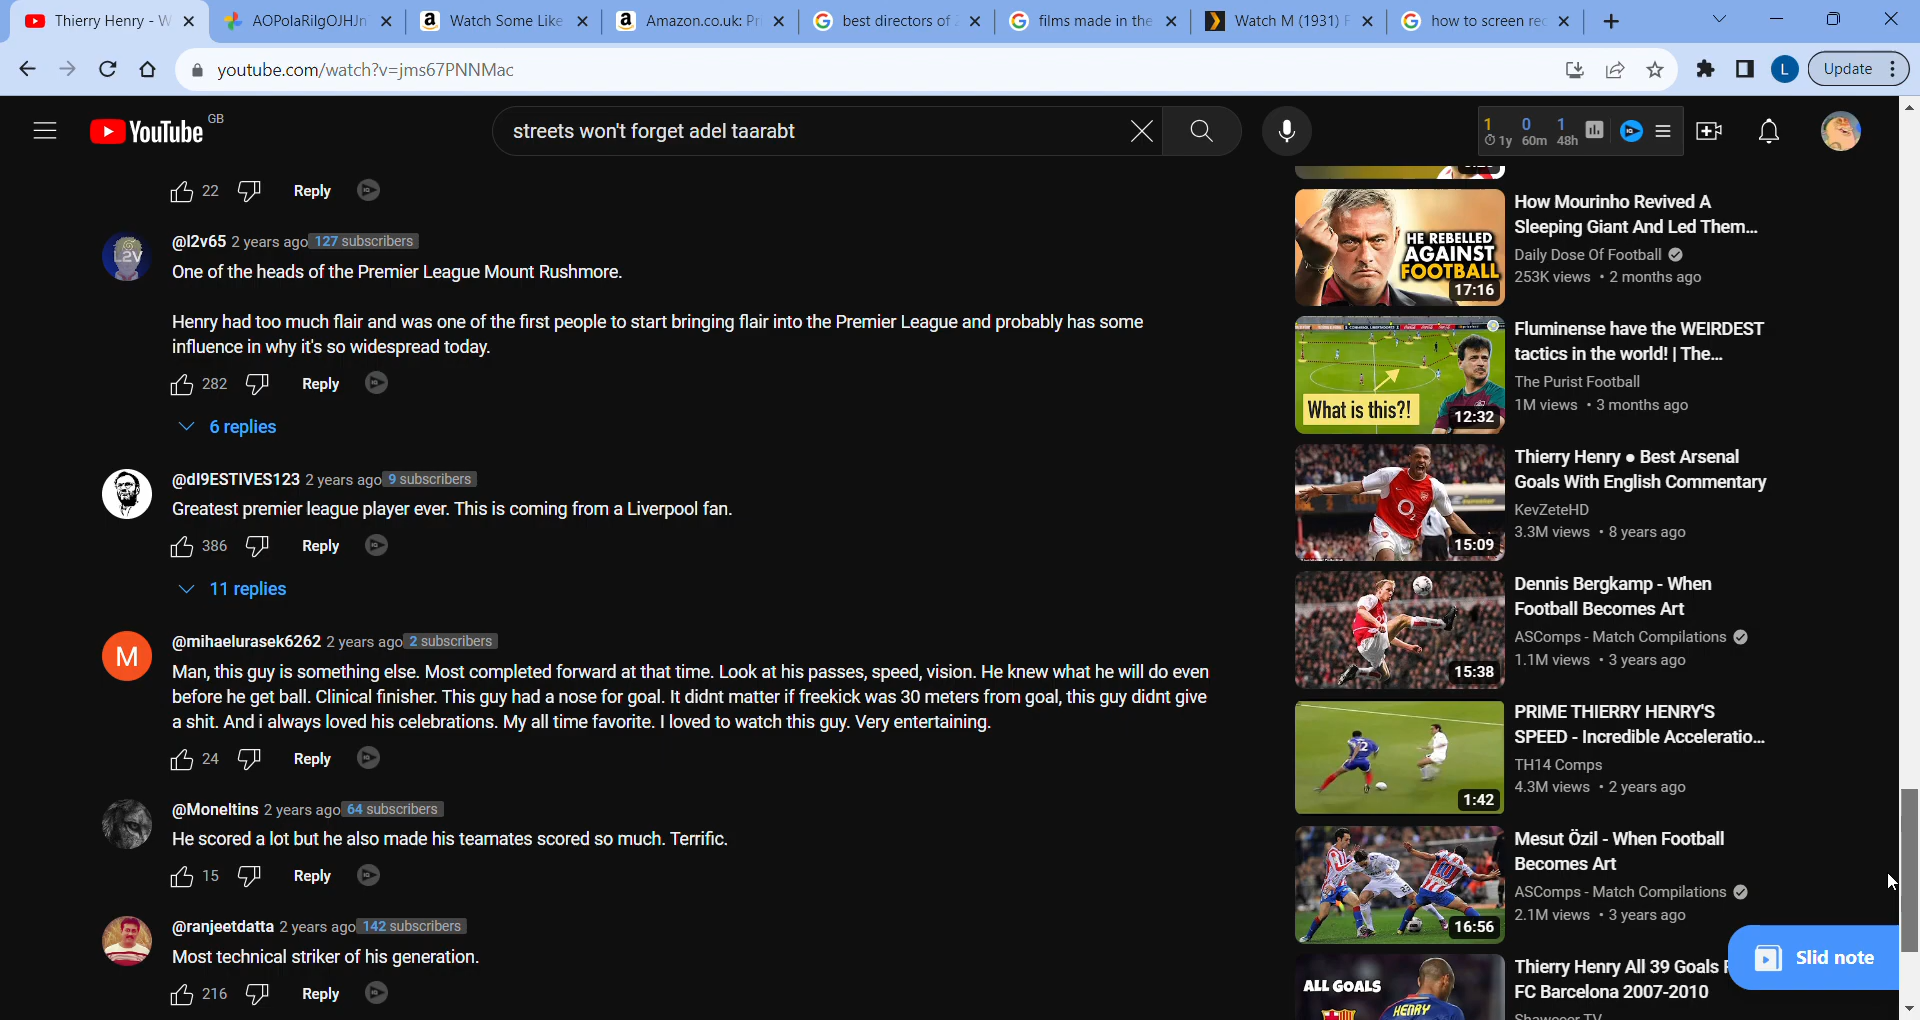 Thierry Henry - W
AOPolaRilgOJHJn
Watch Some Like
Amazon.co.uk: Pr
best directors of
films made in the
Watch M (1931) F
how to screen rec
youtube.com/watch?v=jms67PNNMac
L
Update
YouTube GB
streets won't forget adel taarabt
1 0 1
1y 60m 48h
22 Reply
L2V
@l2v65 2 years ago 127 subscribers
One of the heads of the Premier League Mount Rushmore.
Henry had too much flair and was one of the first people to start bringing flair into the Premier League and probably has some
influence in why it's so widespread today.
282 Reply
6 replies
@dl9ESTIVES123 2 years ago 9 subscribers
Greatest premier league player ever. This is coming from a Liverpool fan.
386 Reply
11 replies
M
@mihaelurasek6262 2 years ago 2 subscribers
Man, this guy is something else. Most completed forward at that time. Look at his passes, speed, vision. He knew what he will do even
before he get ball. Clinical finisher. This guy had a nose for goal. It didnt matter if freekick was 30 meters from goal, this guy didnt give
a shit. And i always loved his celebrations. My all time favorite. I loved to watch this guy. Very entertaining.
24 Reply
@Moneltins 2 years ago 64 subscribers
He scored a lot but he also made his teamates scored so much. Terrific.
15 Reply
@ranjeetdatta 2 years ago 142 subscribers
Most technical striker of his generation.
216 Reply
HE REBELLED
AGAINST
FOOTBALL
17:16
How Mourinho Revived A
Sleeping Giant And Led Them...
Daily Dose Of Football
253K views • 2 months ago
What is this?!
12:32
Fluminense have the WEIRDEST
tactics in the world! | The...
The Purist Football
1M views • 3 months ago
O2
15:09
Thierry Henry ● Best Arsenal
Goals With English Commentary
KevZeteHD
3.3M views • 8 years ago
15:38
Dennis Bergkamp - When
Football Becomes Art
ASComps - Match Compilations
1.1M views • 3 years ago
1:42
PRIME THIERRY HENRY'S
SPEED - Incredible Acceleratio...
TH14 Comps
4.3M views • 2 years ago
16:56
Mesut Özil - When Football
Becomes Art
ASComps - Match Compilations
2.1M views • 3 years ago
ALL GOALS
HENRY
Thierry Henry All 39 Goals
FC Barcelona 2007-2010
Slid note